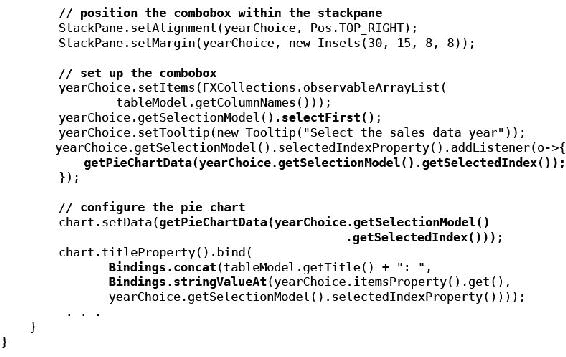 // position the combobox within the stackpane
StackPane.setAlignment(yearChoice, Pos.TOP_RIGHT);
StackPane.setMargin(yearChoice, new Insets(30, 15, 8, 8));
// set up the combobox
yearChoice.setItems(FXCollections.observableArrayList(
tableModel.getColumnNames()));
yearChoice.getSelectionModel().selectFirst();
yearChoice.setTooltip(new Tooltip("Select the sales data year"));
yearChoice.getSelectionModel().selectedIndexProperty().addListener(o->{
getPieChartData(yearChoice.getSelectionModel().getSelectedIndex());
});
// configure the pie chart
chart.setData(getPieChartData(yearChoice.getSelectionModel()
.getSelectedIndex()));
chart.titleProperty().bind(
Bindings.concat(tableModel.getTitle() + ": ",
Bindings.stringValueAt(yearChoice.itemsProperty().get(),
yearChoice.getSelectionModel().selectedIndexProperty())));
. . .
}
}